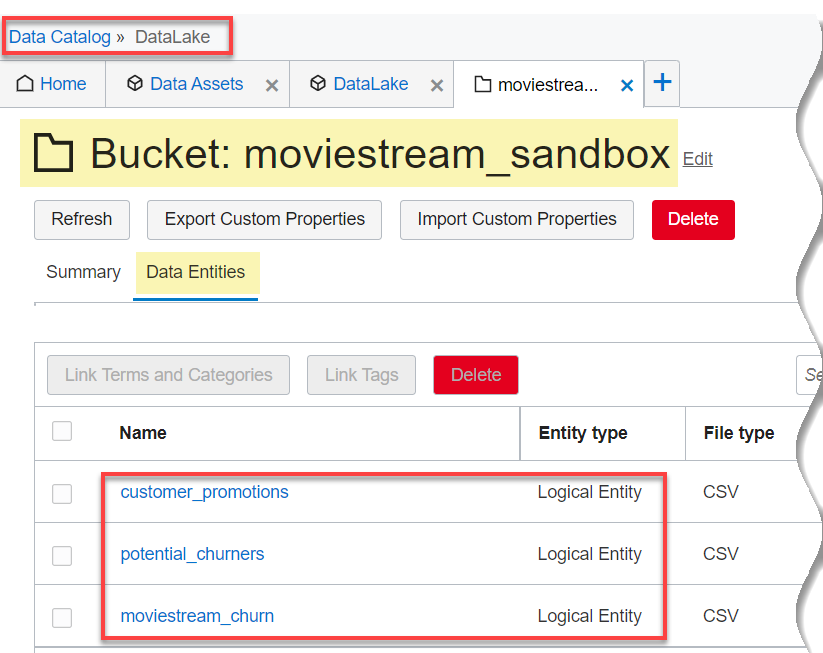 Data Catalog » DataLake
Home Data Assets × DataLake × moviestrea... × +
Bucket: moviestream_sandbox Edit
Refresh Export Custom Properties Import Custom Properties Delete
Summary Data Entities
Link Terms and Categories Link Tags Delete Se
Name Entity type File type
customer_promotions Logical Entity CSV
potential_churners Logical Entity CSV
moviestream_churn Logical Entity CSV